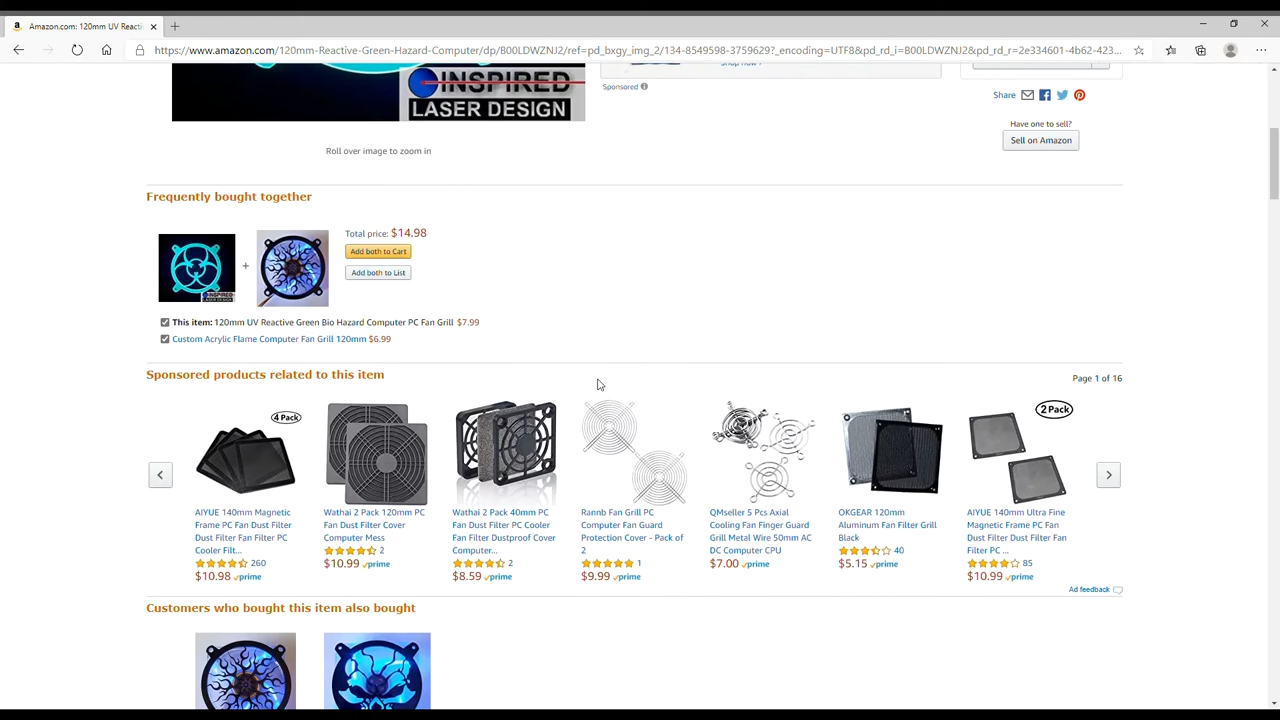 Amazon.com: 120mm UV Reacti
https://www.amazon.com/120mm-Reactive-Green-Hazard-Computer/dp/B00LDWZNJ2/ref=pd_bxgy_img_2/134-8549598-3759629?_encoding=UTF8&pd_rd_i=B00LDWZNJ2&pd_rd_r=2e334601-4b62-423...
INSPIRED
LASER DESIGN
Shop now
Sponsored
Share
Have one to sell?
Sell on Amazon
Roll over image to zoom in
Frequently bought together
INSPIRED
LASER DESIGN
+
Total price: $14.98
Add both to Cart
Add both to List
This item: 120mm UV Reactive Green Bio Hazard Computer PC Fan Grill $7.99
Custom Acrylic Flame Computer Fan Grill 120mm $6.99
Sponsored products related to this item
Page 1 of 16
4 Pack
2 Pack
AIYUE 140mm Magnetic
Frame PC Fan Dust Filter
Dust Filter Fan Filter PC
Cooler Filt...
260
$10.98 prime
Wathai 2 Pack 120mm PC
Fan Dust Filter Cover
Computer Mess
2
$10.99 prime
Wathai 2 Pack 40mm PC
Fan Dust Filter PC Cooler
Filter Dustproof Cover
Computer...
2
$8.59 prime
Rannb Fan Grill PC
Computer Fan Guard
Protection Cover - Pack of
2
1
$9.99 prime
QMseller 5 Pcs Axial
Cooling Fan Finger Guard
Grill Metal Wire 50mm AC
DC Computer CPU
$7.00 prime
OKGEAR 120mm
Aluminum Fan Filter Grill
Black
40
$5.15 prime
AIYUE 140mm Ultra Fine
Magnetic Frame PC Fan
Dust Filter Dust Filter Fan
Filter PC ...
85
$10.99 prime
Ad feedback
Customers who bought this item also bought